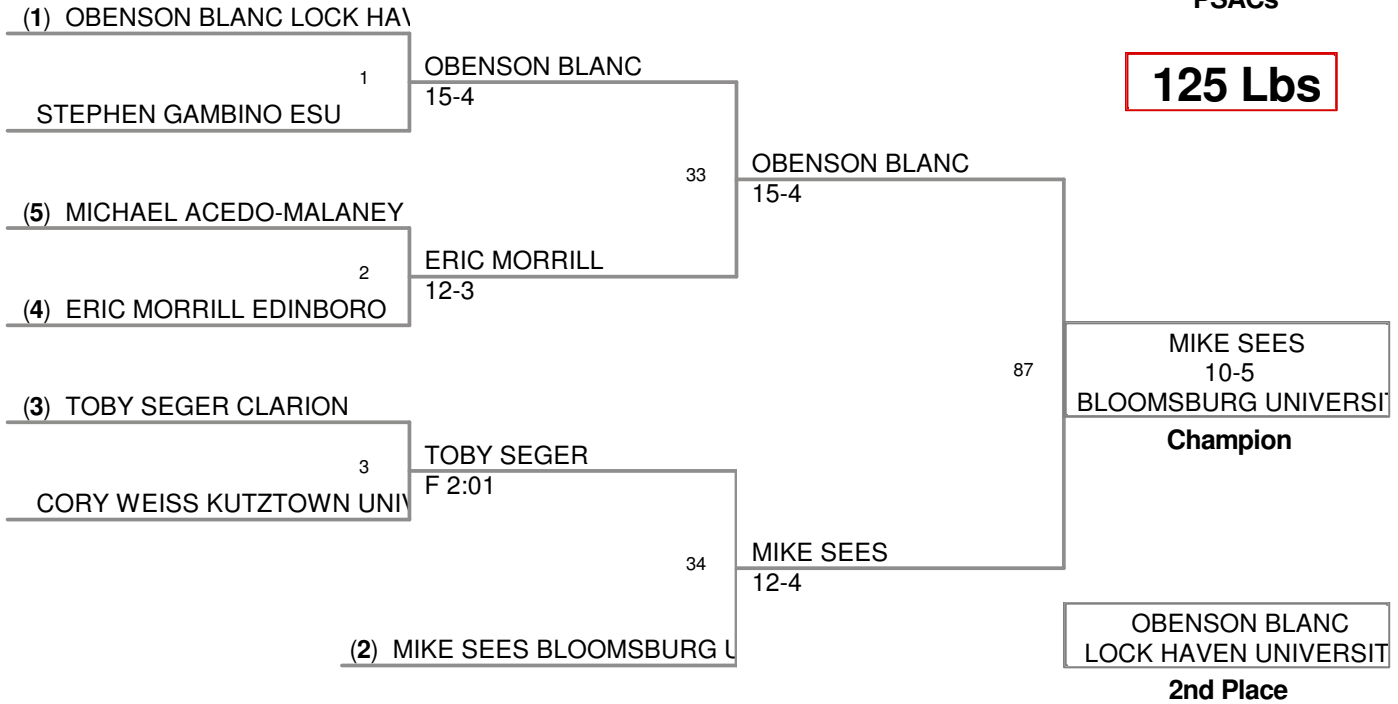 PSACs
(1) OBENSON BLANC LOCK HAV
125 Lbs
1
OBENSON BLANC
15-4
STEPHEN GAMBINO ESU
33
OBENSON BLANC
15-4
(5) MICHAEL ACEDO-MALANEY
2
ERIC MORRILL
12-3
(4) ERIC MORRILL EDINBORO
87
MIKE SEES
10-5
BLOOMSBURG UNIVERSIT
Champion
(3) TOBY SEGER CLARION
3
TOBY SEGER
F 2:01
CORY WEISS KUTZTOWN UNIV
34
MIKE SEES
12-4
(2) MIKE SEES BLOOMSBURG U
OBENSON BLANC
LOCK HAVEN UNIVERSIT
2nd Place